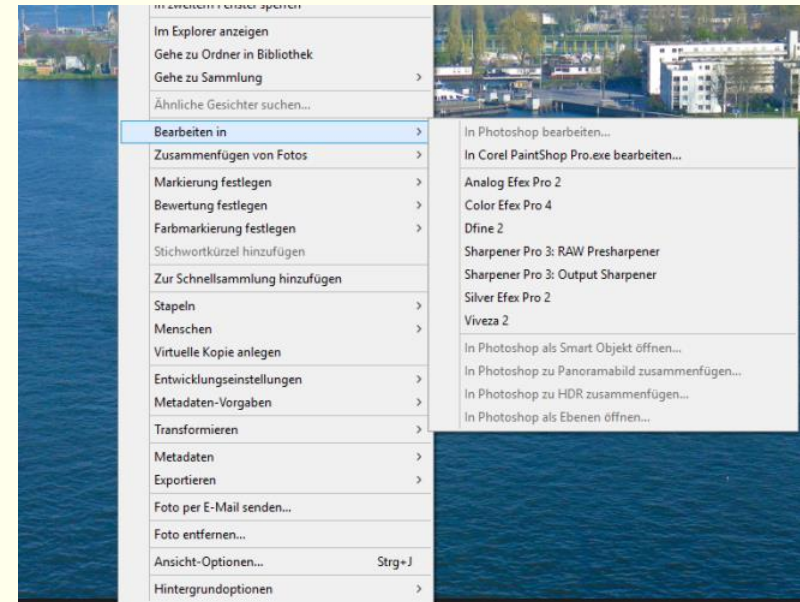 In zweitem Fenster sperren
Im Explorer anzeigen
Gehe zu Ordner in Bibliothek
Gehe zu Sammlung
Ähnliche Gesichter suchen...
Bearbeiten in
Zusammenfügen von Fotos
Markierung festlegen
Bewertung festlegen
Farbmarkierung festlegen
Stichwortkürzel hinzufügen
Zur Schnellsammlung hinzufügen
Stapeln
Menschen
Virtuelle Kopie anlegen
Entwicklungseinstellungen
Metadaten-Vorgaben
Transformieren
Metadaten
Exportieren
Foto per E-Mail senden...
Foto entfernen...
Ansicht-Optionen... Strg+J
Hintergrundoptionen
In Photoshop bearbeiten...
In Corel PaintShop Pro.exe bearbeiten...
Analog Efex Pro 2
Color Efex Pro 4
Dfine 2
Sharpener Pro 3: RAW Presharpener
Sharpener Pro 3: Output Sharpener
Silver Efex Pro 2
Viveza 2
In Photoshop als Smart Objekt öffnen...
In Photoshop zu Panoramabild zusammenfügen...
In Photoshop zu HDR zusammenfügen...
In Photoshop als Ebenen öffnen...